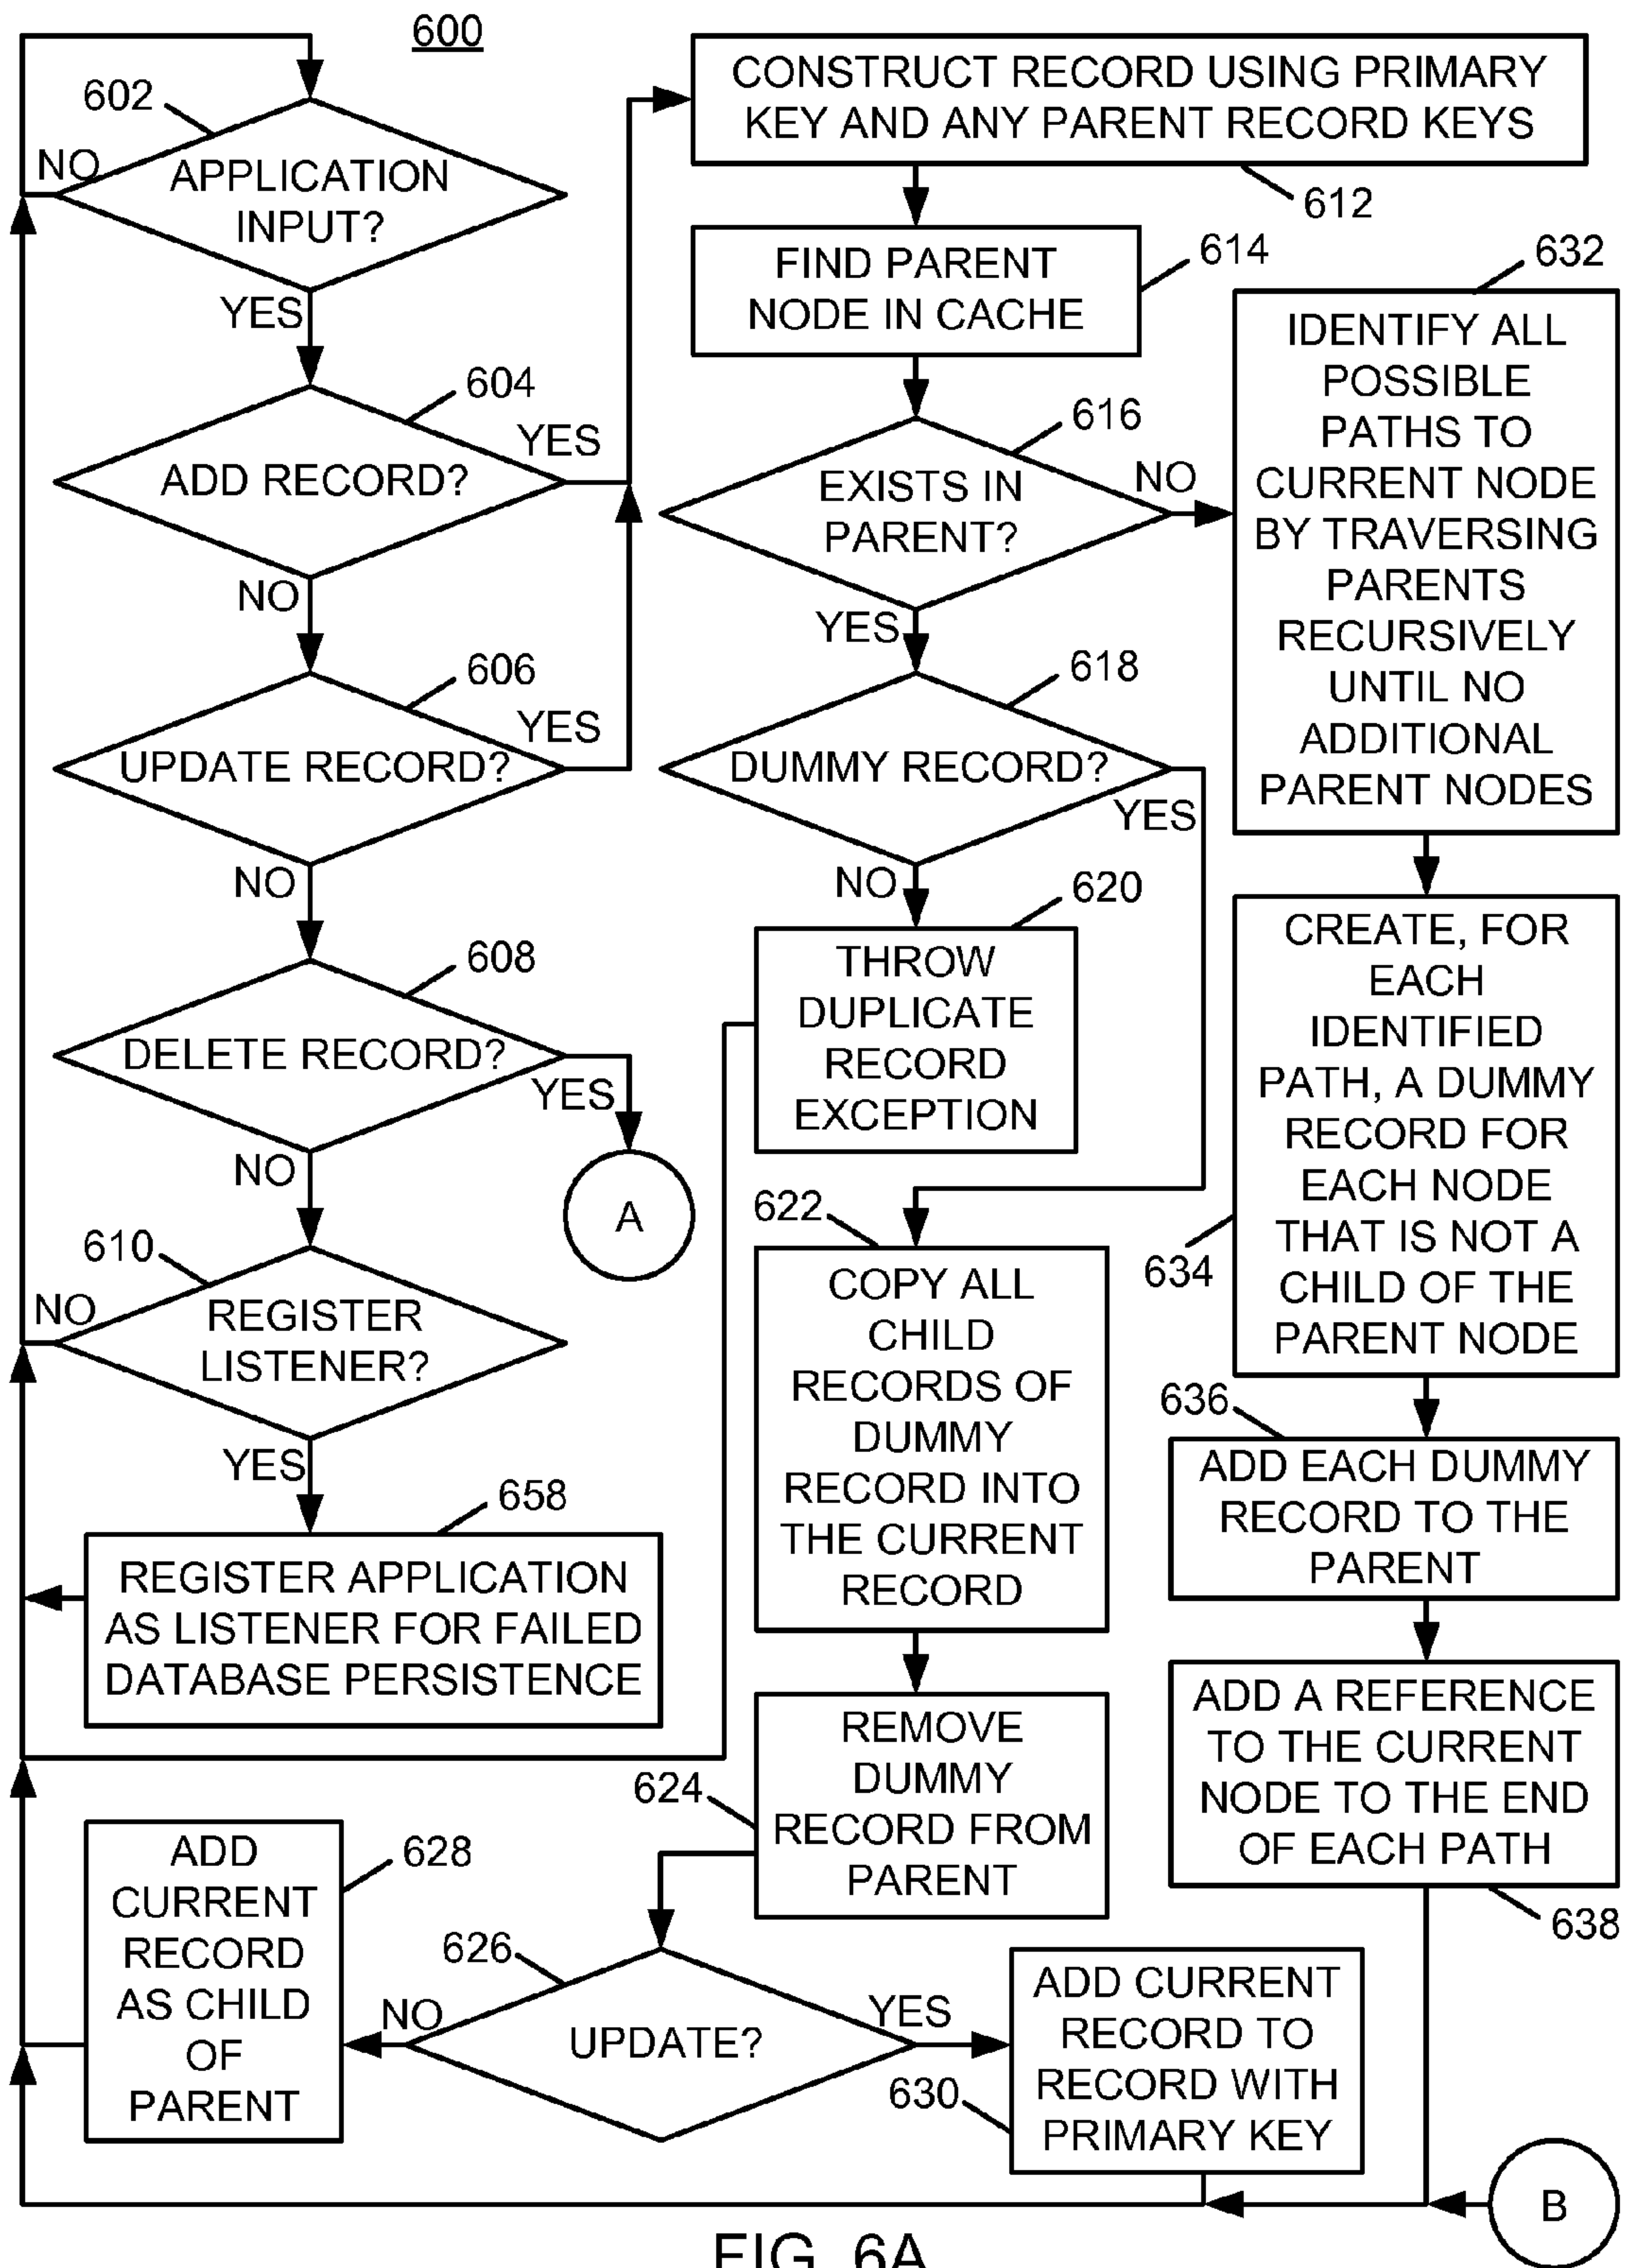 600
602
NO
APPLICATION
INPUT?
YES
604
ADD RECORD?
YES
NO
606
UPDATE RECORD?
YES
NO
608
DELETE RECORD?
YES
NO
A
610
NO
REGISTER
LISTENER?
YES
658
REGISTER APPLICATION
AS LISTENER FOR FAILED
DATABASE PERSISTENCE
CONSTRUCT RECORD USING PRIMARY
KEY AND ANY PARENT RECORD KEYS
612
FIND PARENT
NODE IN CACHE
614
616
EXISTS IN
PARENT?
NO
YES
618
DUMMY RECORD?
YES
NO
620
THROW
DUPLICATE
RECORD
EXCEPTION
622
COPY ALL
CHILD
RECORDS OF
DUMMY
RECORD INTO
THE CURRENT
RECORD
624
REMOVE
DUMMY
RECORD FROM
PARENT
626
UPDATE?
NO
YES
628
ADD
CURRENT
RECORD
AS CHILD
OF
PARENT
630
ADD CURRENT
RECORD TO
RECORD WITH
PRIMARY KEY
632
IDENTIFY ALL
POSSIBLE
PATHS TO
CURRENT NODE
BY TRAVERSING
PARENTS
RECURSIVELY
UNTIL NO
ADDITIONAL
PARENT NODES
634
CREATE, FOR
EACH
IDENTIFIED
PATH, A DUMMY
RECORD FOR
EACH NODE
THAT IS NOT A
CHILD OF THE
PARENT NODE
636
ADD EACH DUMMY
RECORD TO THE
PARENT
ADD A REFERENCE
TO THE CURRENT
NODE TO THE END
OF EACH PATH
638
B
FIG. 6A